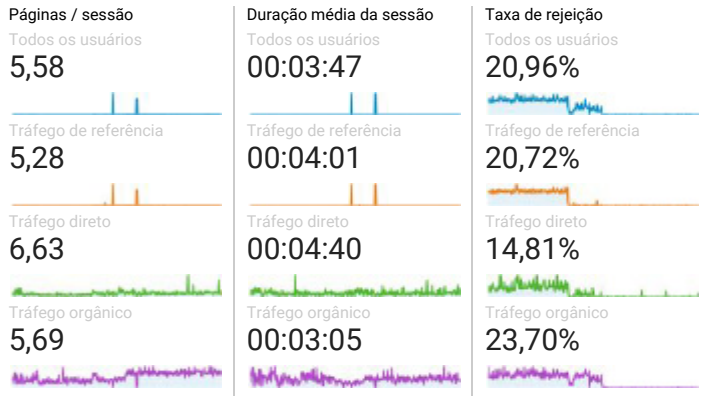 Páginas / sessão
Todos os usuários
5,58
Tráfego de referência
5,28
Tráfego direto
6,63
Tráfego orgânico
5,69
Duração média da sessão
Todos os usuários
00:03:47
Tráfego de referência
00:04:01
Tráfego direto
00:04:40
Tráfego orgânico
00:03:05
Taxa de rejeição
Todos os usuários
20,96%
Tráfego de referência
20,72%
Tráfego direto
14,81%
Tráfego orgânico
23,70%